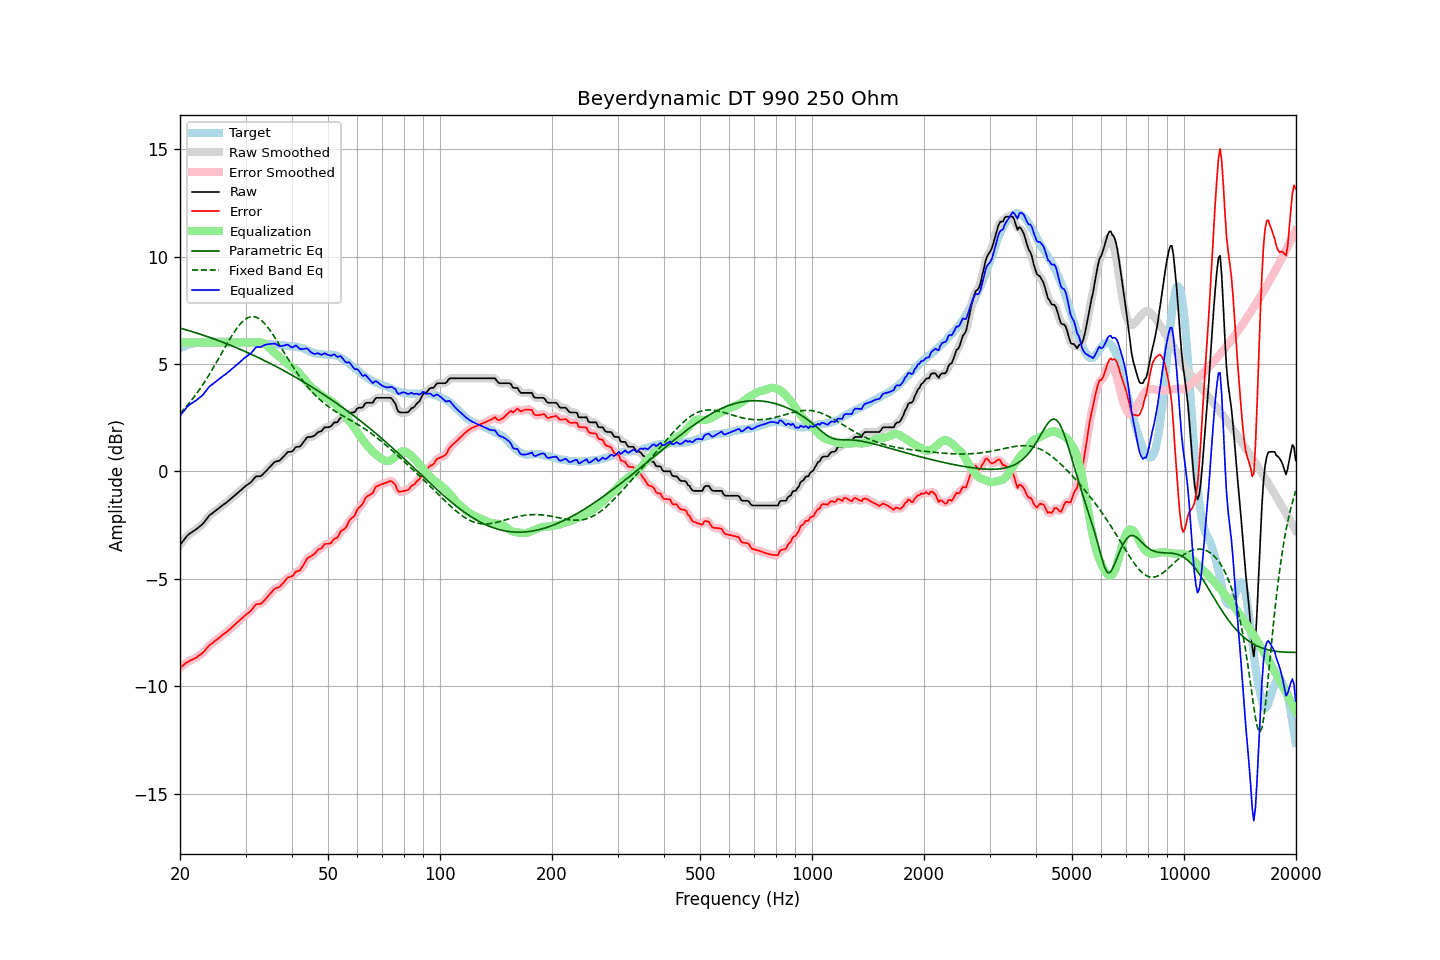 Beyerdynamic DT 990 250 Ohm
Target
Raw Smoothed
Error Smoothed
Raw
Error
Equalization
Parametric Eq
Fixed Band Eq
Equalized
Amplitude (dBr)
15
10
5
0
−5
−10
−15
20 50 100 200 500 1000 2000 5000 10000 20000
Frequency (Hz)